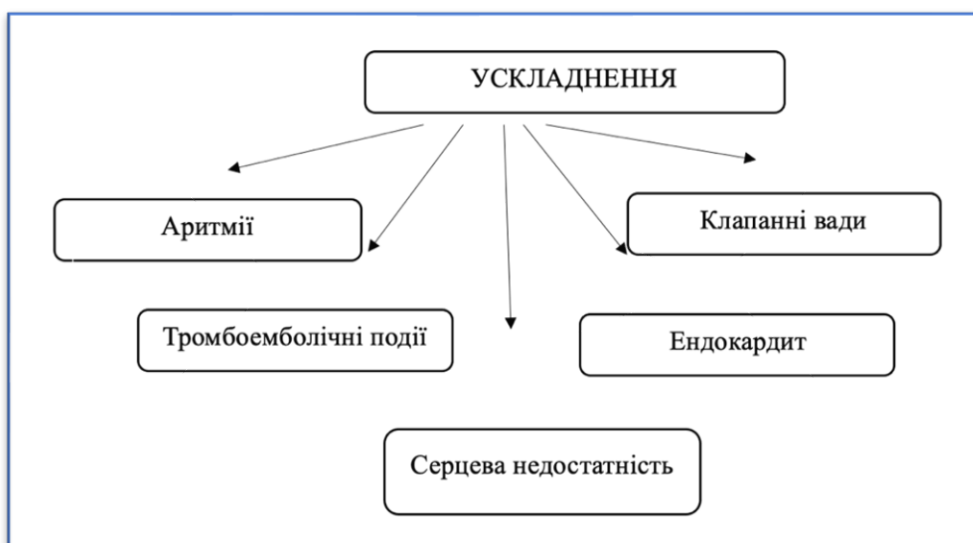 УСКЛАДНЕННЯ
Аритмії
Клапанні вади
Тромбоемболічні події
Ендокардит
Серцева недостатність